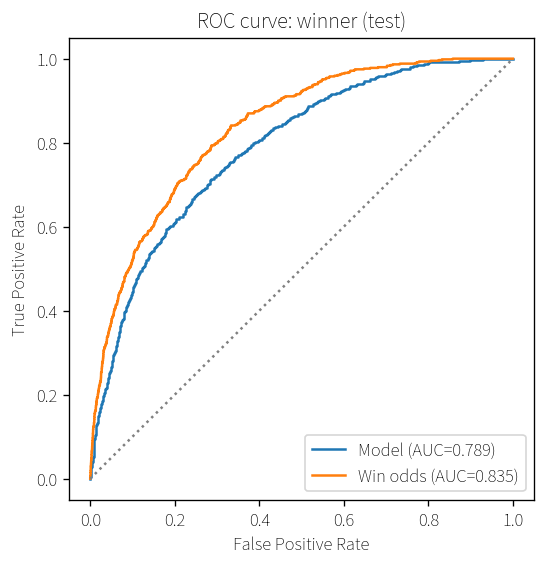 ROC curve: winner (test)
True Positive Rate
1.0
0.8
0.6
0.4
0.2
0.0
Model (AUC=0.789)
Win odds (AUC=0.835)
0.0 0.2 0.4 0.6 0.8 1.0
False Positive Rate